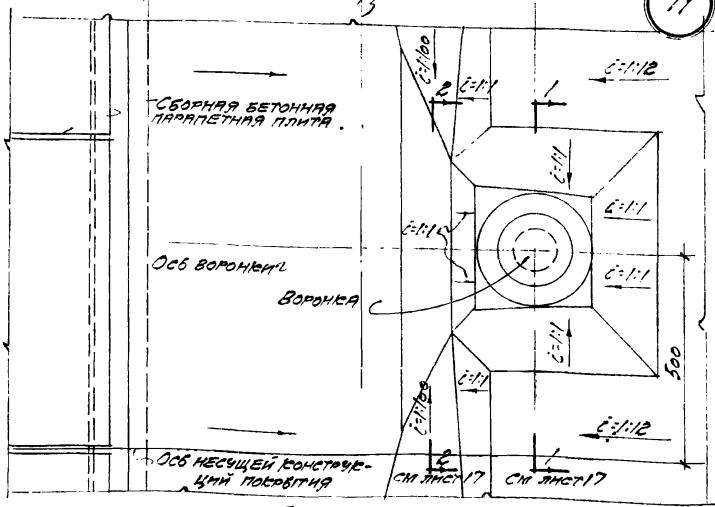 11
i=1:100
2
i=1:1
1
i=1:12
СБОРНАЯ БЕТОННАЯ
ПАРАПЕТНАЯ ПЛИТА.
i=1:1
i=1:1
i=1:1
ОСЬ ВОРОНКИ
i=1:1
ВОРОНКА
500
i=1:1
i=1:1
i=1:100
i=1:12
ОСЬ НЕСУЩЕЙ КОНСТРУК-
ЦИЙ ПОКРЫТИЯ
2
1
СМ ЛИСТ 17
СМ ЛИСТ 17